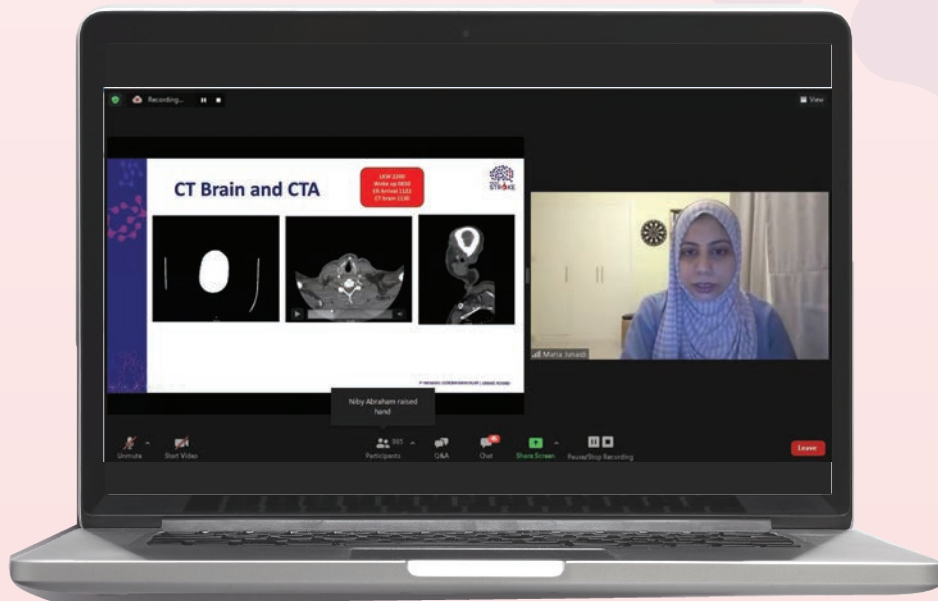 Recording...
View
CT Brain and CTA
LKW 2200
Wake up 0830
ER Arrival 1122
CT brain 1130
STROKE
Maria Junaidi
Niby Abraham raised
hand
Unmute
Start Video
Participants
Q&A
Chat
Share Screen
Pause/Stop Recording
Leave